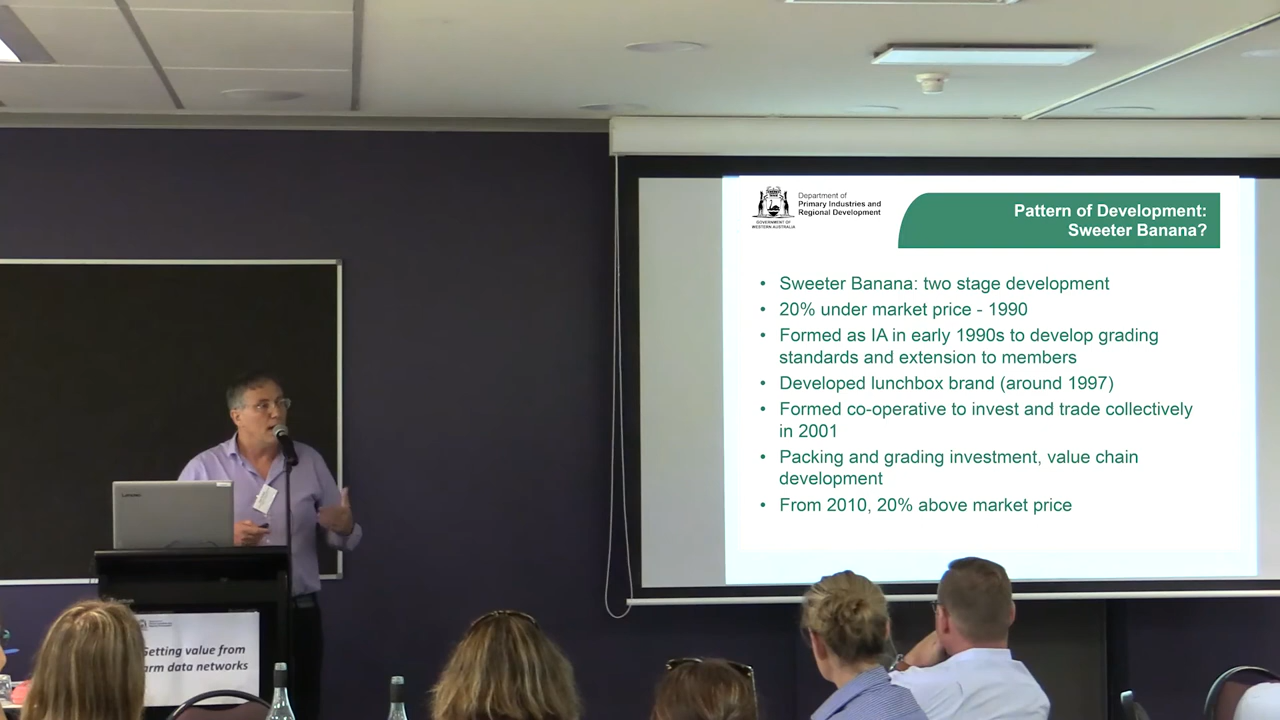 Department of
Primary Industries and
Regional Development
GOVERNMENT OF
WESTERN AUSTRALIA
Pattern of Development:
Sweeter Banana?
• Sweeter Banana: two stage development
• 20% under market price - 1990
• Formed as IA in early 1990s to develop grading
standards and extension to members
• Developed lunchbox brand (around 1997)
• Formed co-operative to invest and trade collectively
in 2001
• Packing and grading investment, value chain
development
• From 2010, 20% above market price
Lenovo
Getting value from
arm data networks